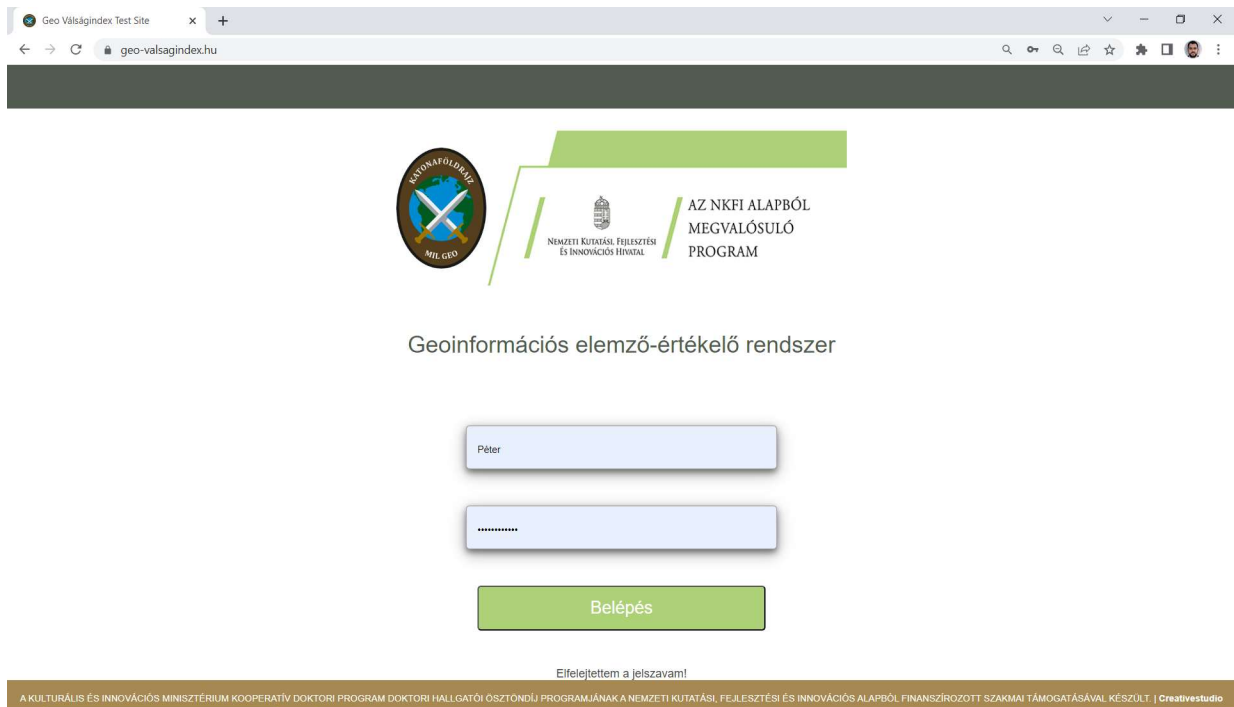 Geo Válságindex Test Site
geo-valsagindex.hu
KATONAFÖLDRAJZ
MIL GEO
NEMZETI KUTATÁSI, FEJLESZTÉSI
ÉS INNOVÁCIÓS HIVATAL
AZ NKFI ALAPBÓL
MEGVALÓSULÓ
PROGRAM
Geoinformációs elemző-értékelő rendszer
Péter
••••••••••••
Belépés
Elfelejtettem a jelszavam!
A KULTURÁLIS ÉS INNOVÁCIÓS MINISZTÉRIUM KOOPERATÍV DOKTORI PROGRAM DOKTORI HALLGATÓI ÖSZTÖNDÍJ PROGRAMJÁNAK A NEMZETI KUTATÁSI, FEJLESZTÉSI ÉS INNOVÁCIÓS ALAPBÓL FINANSZÍROZOTT SZAKMAI TÁMOGATÁSÁVAL KÉSZÜLT. | Creativestudio